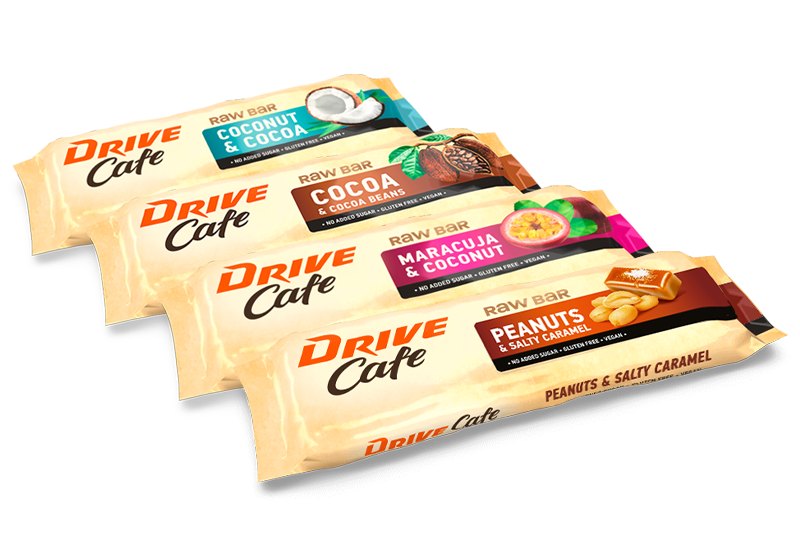 DRIVE
Cafe
RAW BAR
COCONUT
& COCOA
• NO ADDED SUGAR • GLUTEN FREE • VEGAN •
DRIVE
Cafe
RAW BAR
COCOA
& COCOA BEANS
• NO ADDED SUGAR • GLUTEN FREE • VEGAN •
DRIVE
Cafe
RAW BAR
MARACUJA
& COCONUT
• NO ADDED SUGAR • GLUTEN FREE • VEGAN •
DRIVE
Cafe
RAW BAR
PEANUTS
& SALTY CARAMEL
• NO ADDED SUGAR • GLUTEN FREE • VEGAN •
PEANUTS & SALTY CARAMEL
DRIVE Cafe